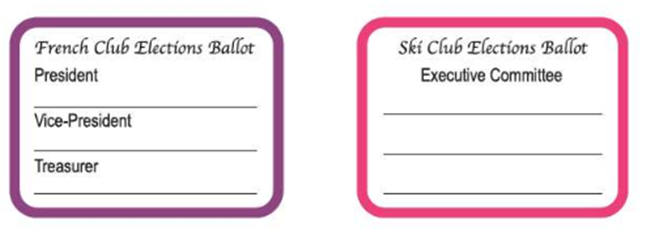 French Club Elections Ballot
President
Vice-President
Treasurer
Ski Club Elections Ballot
Executive Committee